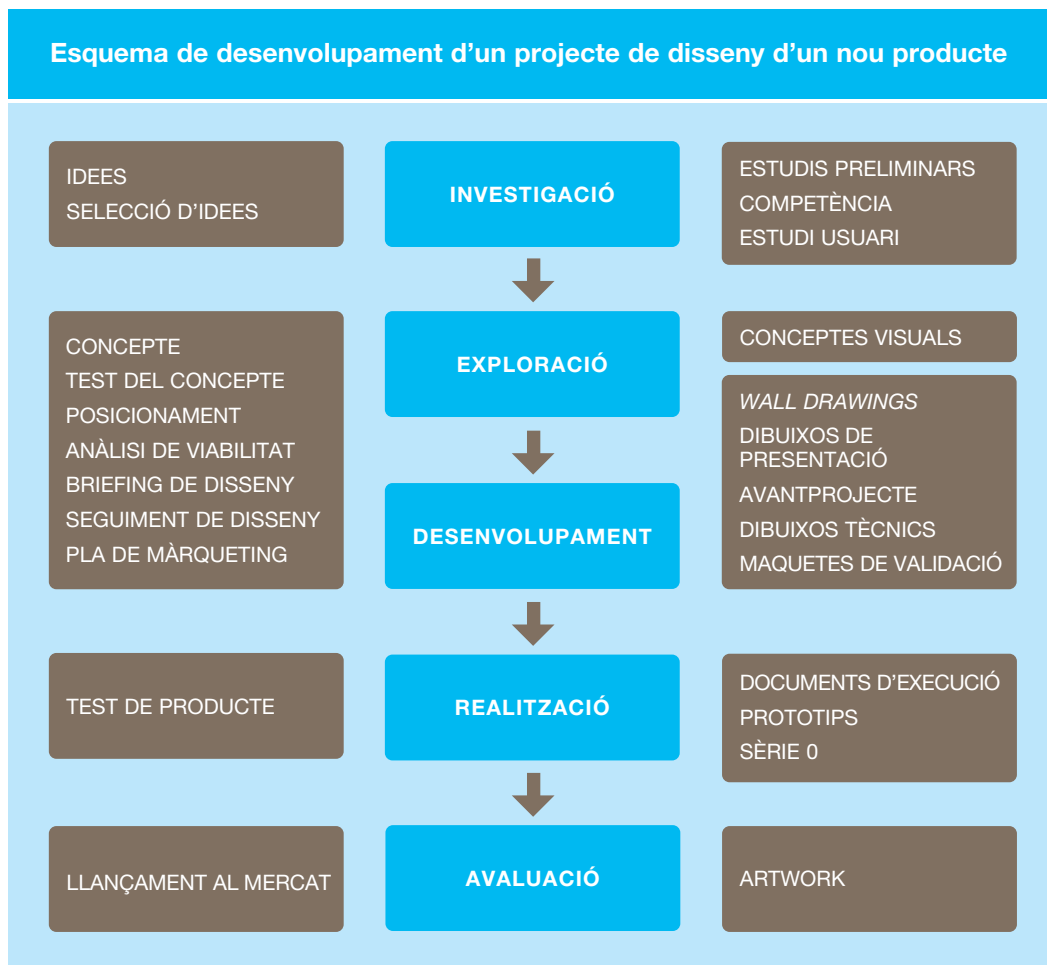 Esquema de desenvolupament d’un projecte de disseny d’un nou producte
IDEES
SELECCIÓ D’IDEES
INVESTIGACIÓ
ESTUDIS PRELIMINARS
COMPETÈNCIA
ESTUDI USUARI
CONCEPTE
TEST DEL CONCEPTE
POSICIONAMENT
ANÀLISI DE VIABILITAT
BRIEFING DE DISSENY
SEGUIMENT DE DISSENY
PLA DE MÀRQUETING
EXPLORACIÓ
CONCEPTES VISUALS
WALL DRAWINGS
DIBUIXOS DE
PRESENTACIÓ
AVANTPROJECTE
DIBUIXOS TÈCNICS
MAQUETES DE VALIDACIÓ
DESENVOLUPAMENT
TEST DE PRODUCTE
REALITZACIÓ
DOCUMENTS D’EXECUCIÓ
PROTOTIPS
SÈRIE 0
LLANÇAMENT AL MERCAT
AVALUACIÓ
ARTWORK